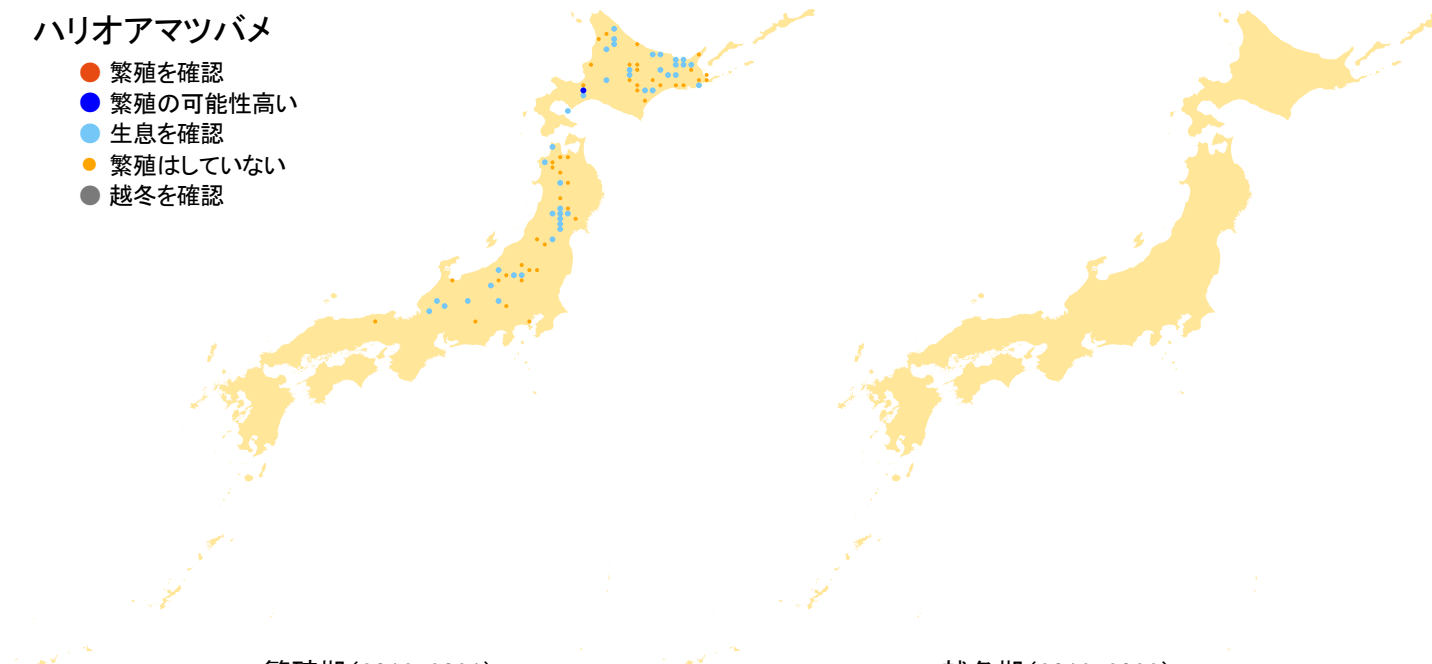 ハリオアマツバメ
繁殖を確認
繁殖の可能性高い
生息を確認
繁殖はしていない
越冬を確認